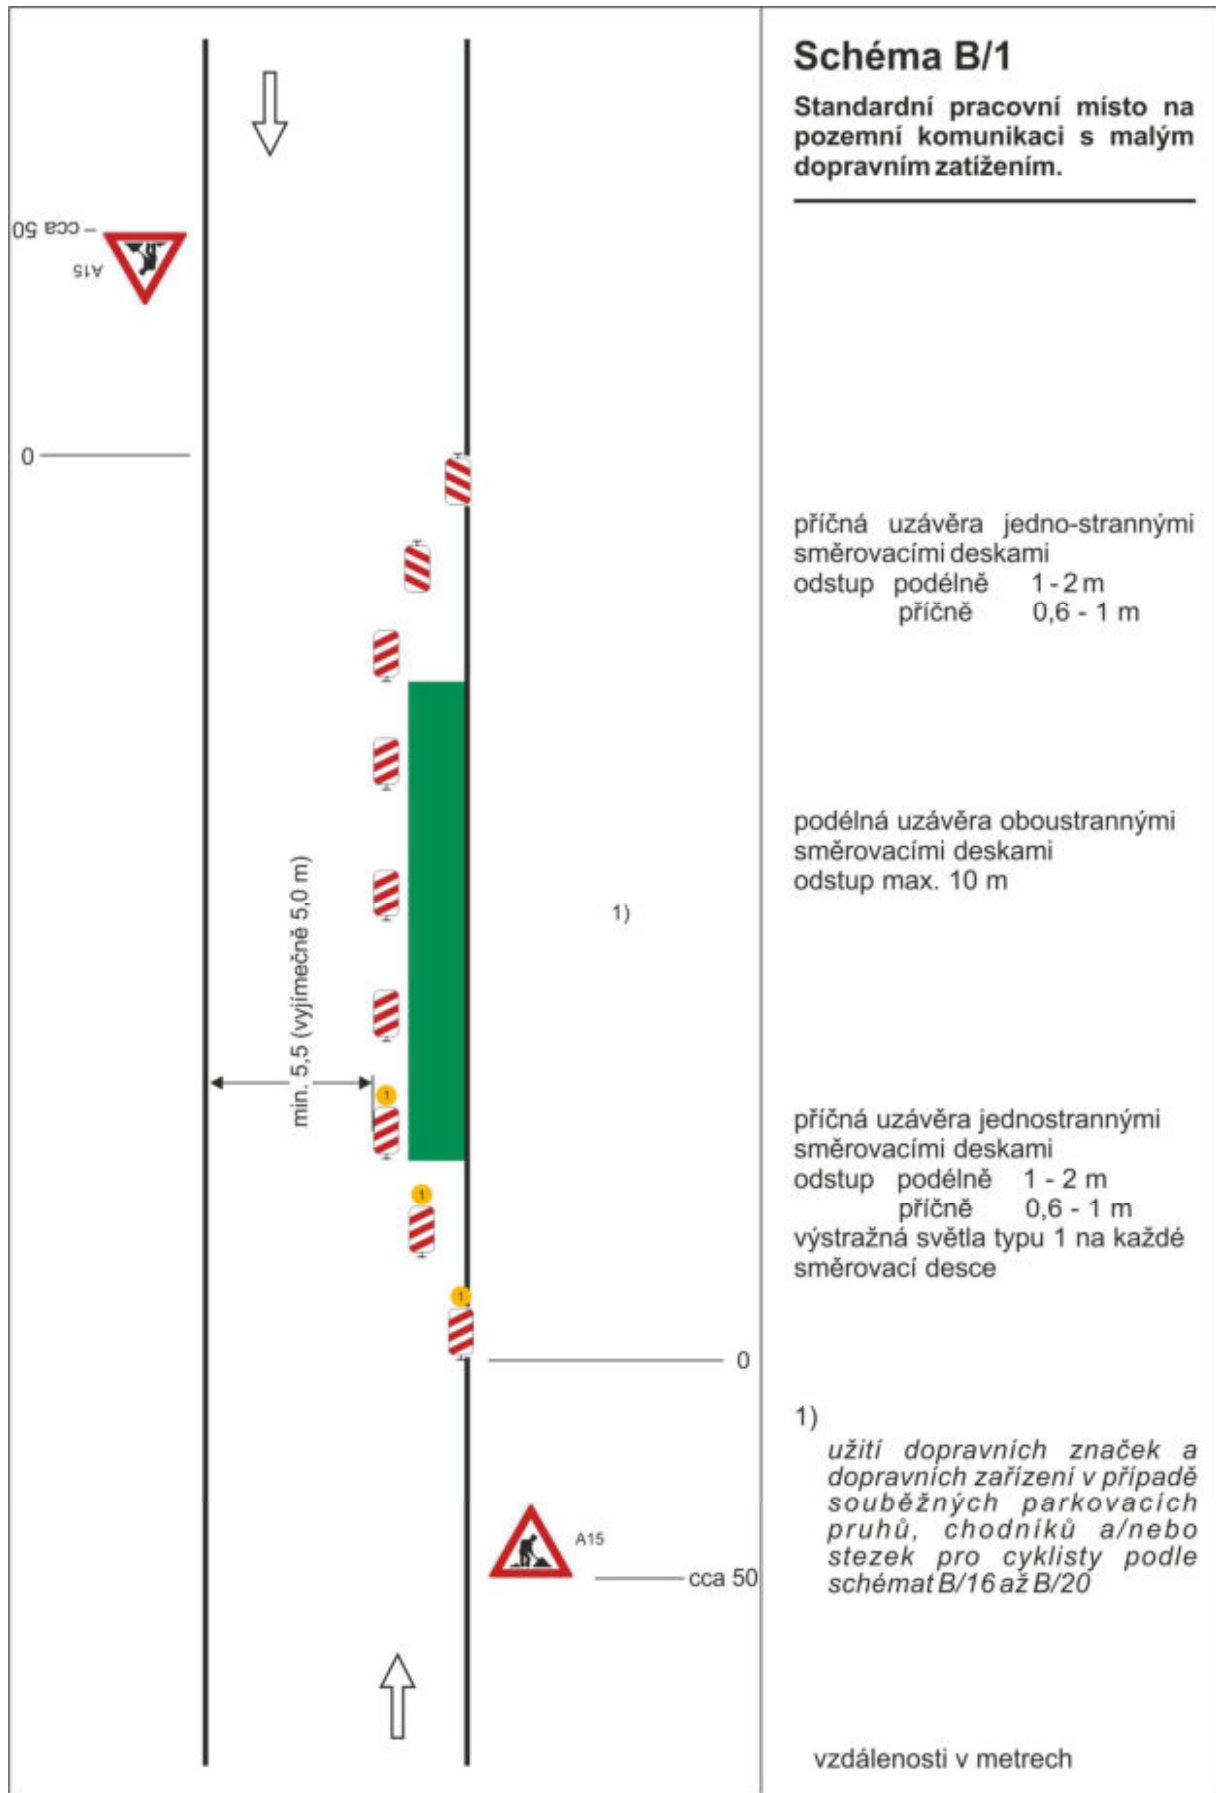 Schéma B/1
Standardní pracovní místo na
pozemní komunikaci s malým
dopravním zatížením.
cca 50
A15
0
příčná uzávěra jedno-strannými
směrovacími deskami
odstup podélně 1 - 2 m
příčně 0,6 - 1 m
podélná uzávěra oboustrannými
směrovacími deskami
odstup max. 10 m
1)
min. 5,5 (vyjímečně 5,0 m)
1
1
1
příčná uzávěra jednostrannými
směrovacími deskami
odstup podélně 1 - 2 m
příčně 0,6 - 1 m
výstražná světla typu 1 na každé
směrovací desce
0
A15
cca 50
1)
užití dopravních značek a
dopravních zařízení v případě
souběžných parkovacích
pruhů, chodníků a/nebo
stezek pro cyklisty podle
schémat B/16 až B/20
vzdálenosti v metrech